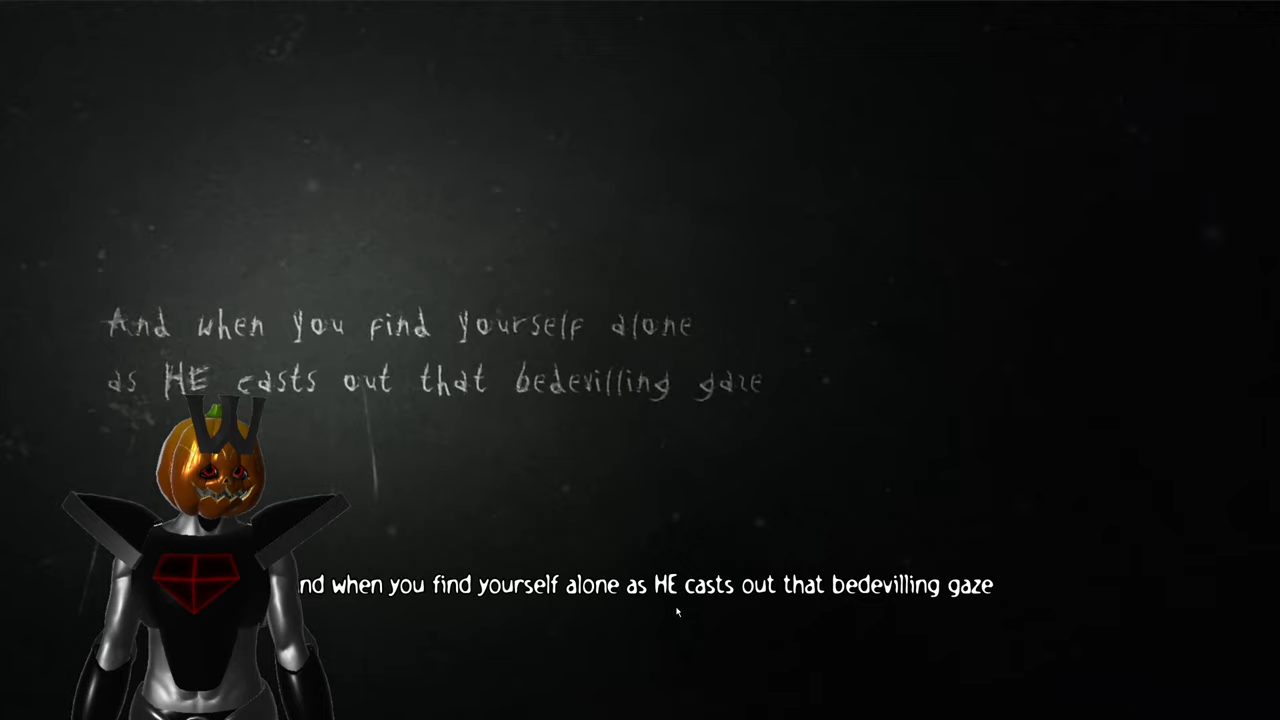 And when you find yourself alone
as HE casts out that bedevilling gaze
W
nd when you find yourself alone as HE casts out that bedevilling gaze